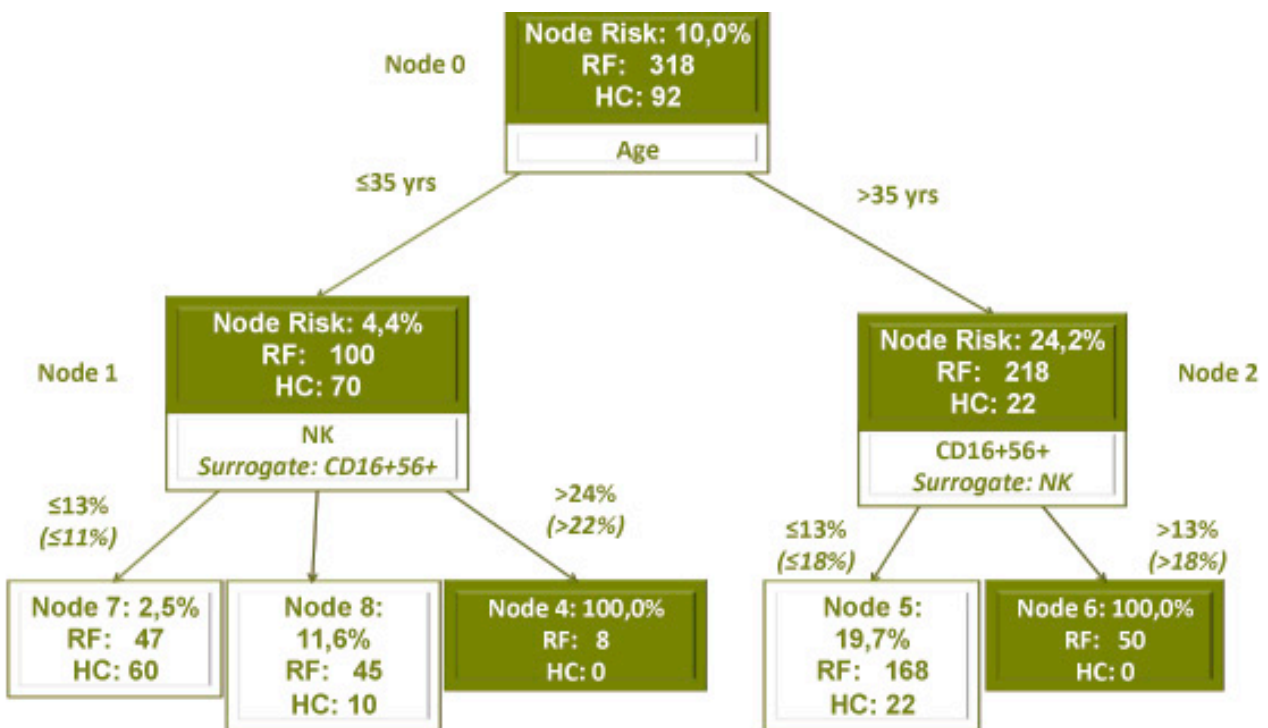 Node 0
Node Risk: 10,0%
RF: 318
HC: 92
Age
≤35 yrs
>35 yrs
Node 1
Node Risk: 4,4%
RF: 100
HC: 70
NK
Surrogate: CD16+56+
Node Risk: 24,2%
RF: 218
HC: 22
CD16+56+
Surrogate: NK
Node 2
≤13%
(≤11%)
>24%
(>22%)
≤13%
(≤18%)
>13%
(>18%)
Node 7: 2,5%
RF: 47
HC: 60
Node 8:
11,6%
RF: 45
HC: 10
Node 4: 100,0%
RF: 8
HC: 0
Node 5:
19,7%
RF: 168
HC: 22
Node 6: 100,0%
RF: 50
HC: 0